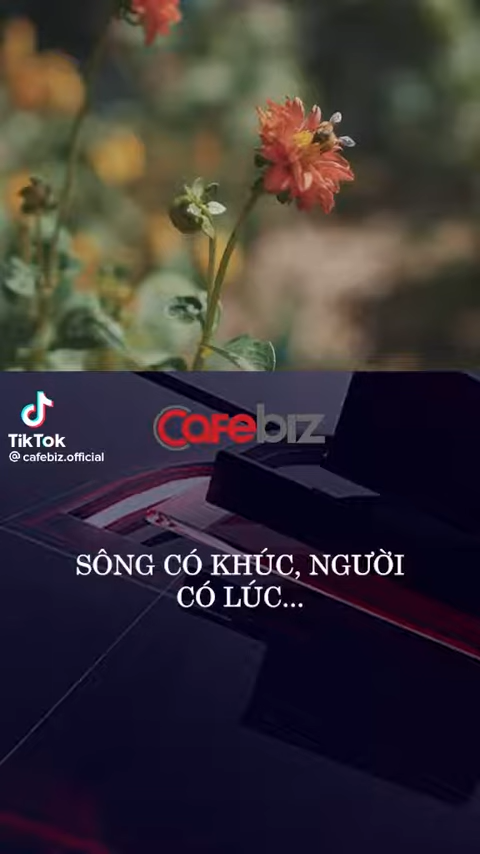 TikTok
@ cafebiz.official
Cafebiz
SÔNG CÓ KHÚC, NGƯỜI
CÓ LÚC...